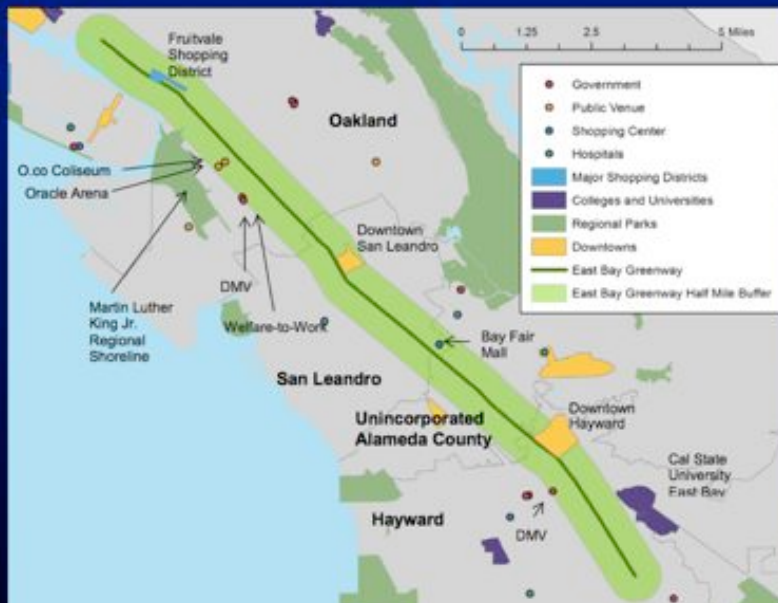 Fruitvale
Shopping
District
0
1.25
2.5
5 Miles
Government
Public Venue
Shopping Center
Hospitals
Major Shopping Districts
Colleges and Universities
Regional Parks
Downtowns
East Bay Greenway
East Bay Greenway Half Mile Buffer
Oakland
O.co Coliseum
Oracle Arena
Downtown
San Leandro
DMV
Welfare-to-Work
Martin Luther
King Jr.
Regional
Shoreline
Bay Fair
Mall
San Leandro
Unincorporated
Alameda County
Downtown
Hayward
Cal State
University
East Bay
Hayward
DMV